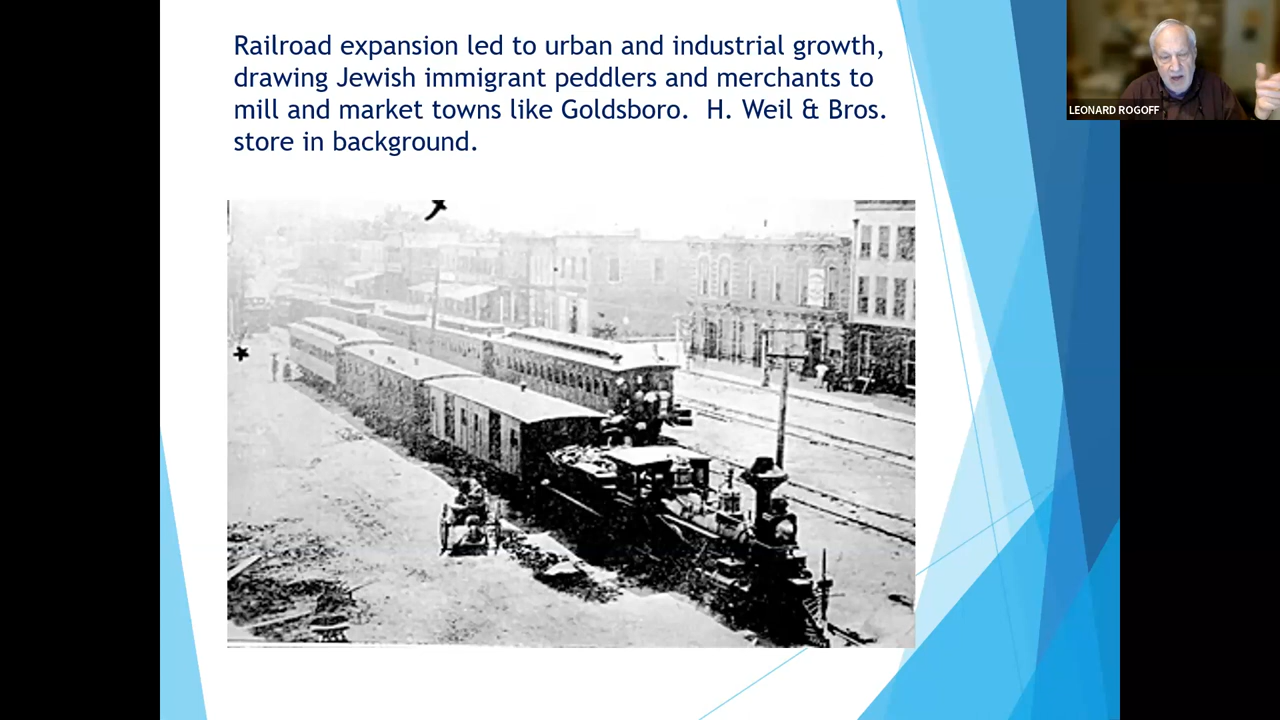 Railroad expansion led to urban and industrial growth,
drawing Jewish immigrant peddlers and merchants to
mill and market towns like Goldsboro.  H. Weil & Bros.
store in background.
LEONARD ROGOFF